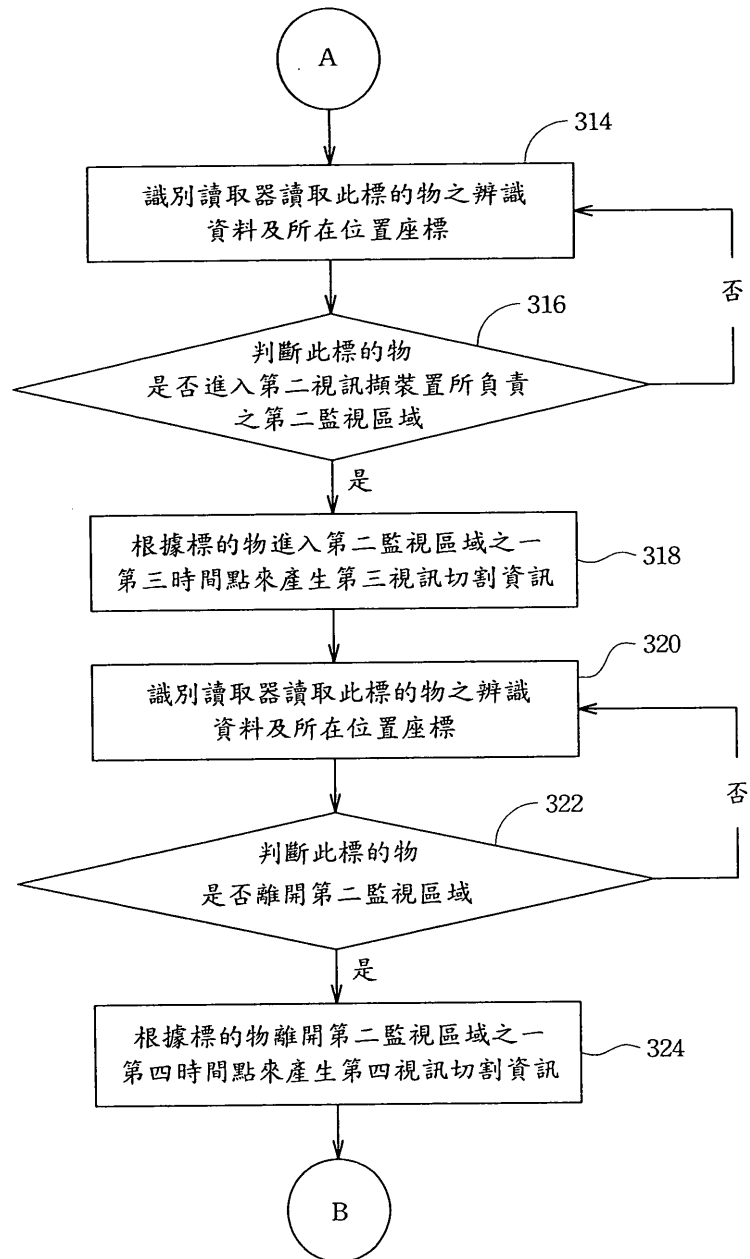 A
314
識別讀取器讀取此標的物之辨識
資料及所在位置座標
否
316
判斷此標的物
是否進入第二視訊擷裝置所負責
之第二監視區域
是
根據標的物進入第二監視區域之一
第三時間點來產生第三視訊切割資訊
318
320
識別讀取器讀取此標的物之辨識
資料及所在位置座標
否
322
判斷此標的物
是否離開第二監視區域
是
根據標的物離開第二監視區域之一
第四時間點來產生第四視訊切割資訊
324
B